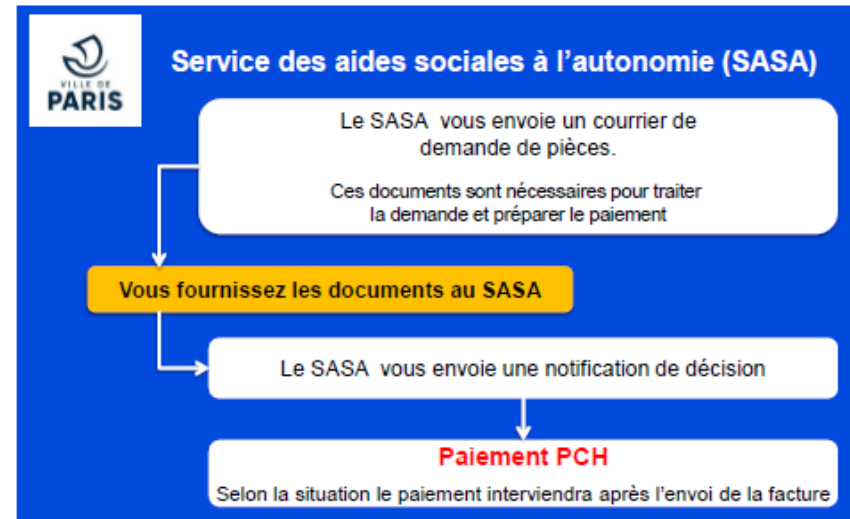 VILLE DE
PARIS
Service des aides sociales à l'autonomie (SASA)
Le SASA vous envoie un courrier de
demande de pièces.
Ces documents sont nécessaires pour traiter
la demande et préparer le paiement
Vous fournissez les documents au SASA
Le SASA vous envoie une notification de décision
Paiement PCH
Selon la situation le paiement interviendra après l'envoi de la facture